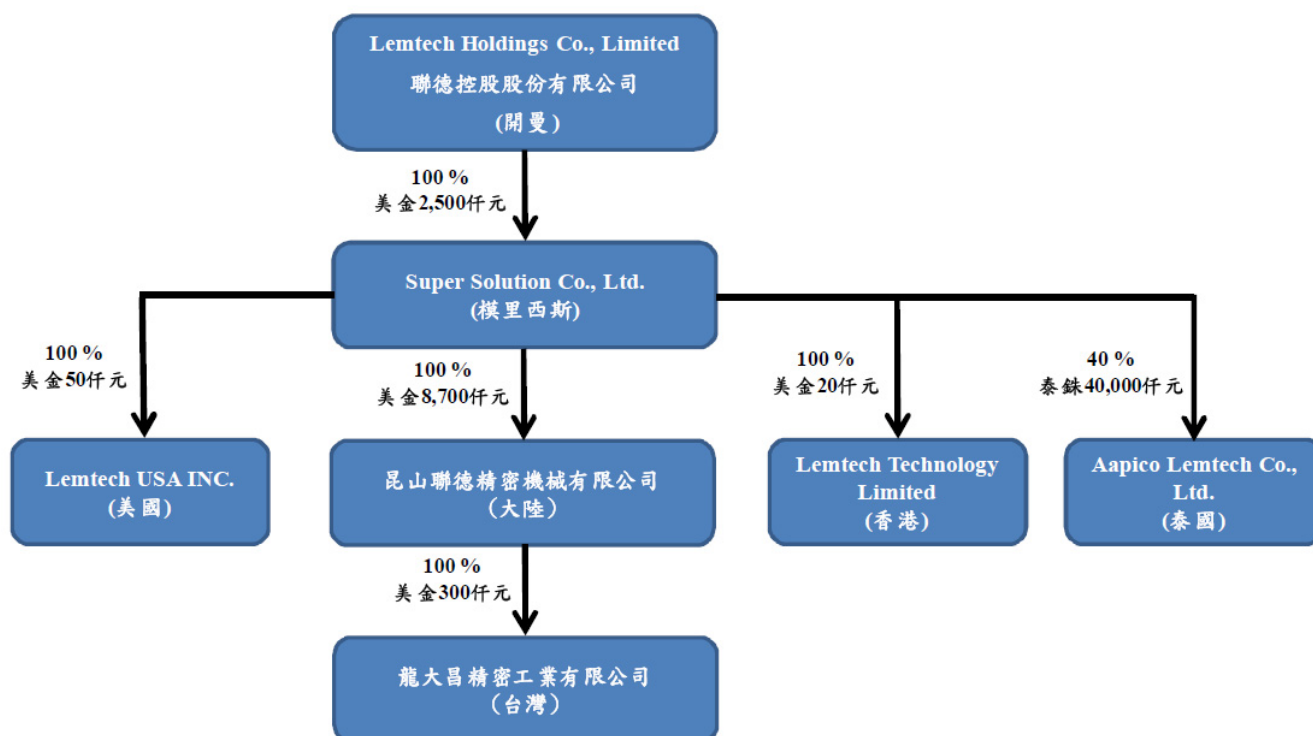 Lemtech Holdings Co., Limited
聯德控股股份有限公司
(開曼)
100 %
美金2,500仟元
Super Solution Co., Ltd.
(模里西斯)
100 %
美金50仟元
100 %
美金8,700仟元
100 %
美金20仟元
40 %
泰銖40,000仟元
Lemtech USA INC.
(美國)
昆山聯德精密機械有限公司
(大陸)
Lemtech Technology
Limited
(香港)
Aapico Lemtech Co.,
Ltd.
(泰國)
100 %
美金300仟元
龍大昌精密工業有限公司
(台灣)